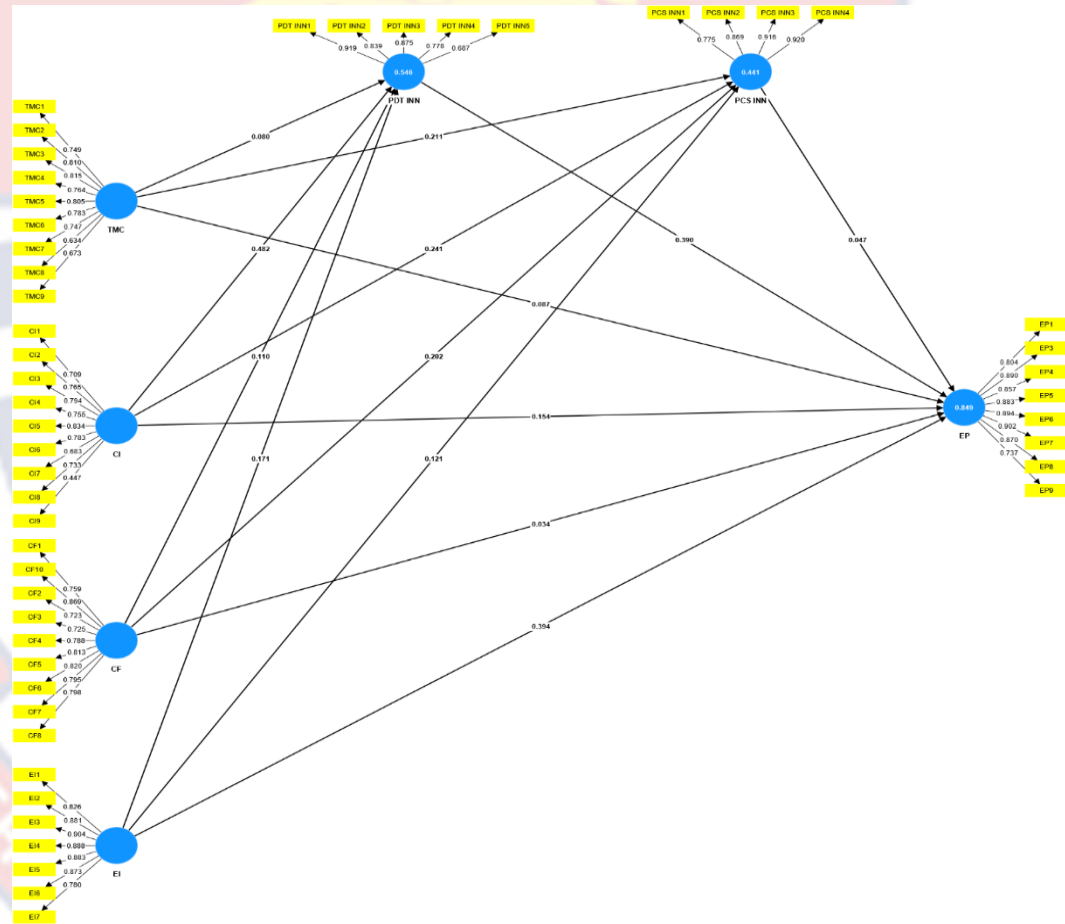 PDT INN1 PDT INN2 PDT INN3 PDT INN4 PDT INN5
0.919 0.839 0.875 0.778 0.687
0.546
PDT INN
PCS INN1 PCS INN2 PCS INN3 PCS INN4
0.775 0.869 0.916 0.920
0.441
PCS INN
TMC1
TMC2
TMC3
TMC4
TMC5
TMC6
TMC7
TMC8
TMC9
0.749
0.810
0.815
0.764
0.805
0.783
0.747
0.634
0.673
TMC
0.080
0.211
0.482
0.241
0.390
0.047
0.087
0.110
0.202
0.154
0.171
0.121
0.034
0.394
CI1
CI2
CI3
CI4
CI5
CI6
CI7
CI8
CI9
0.709
0.765
0.794
0.755
0.834
0.783
0.683
0.733
0.447
CI
CF1
CF10
CF2
CF3
CF4
CF5
CF6
CF7
CF8
0.759
0.869
0.723
0.725
0.788
0.813
0.820
0.795
0.798
CF
EI1
EI2
EI3
EI4
EI5
EI6
EI7
0.826
0.881
0.904
0.888
0.883
0.873
0.780
EI
EP1
EP3
EP4
EP5
EP6
EP7
EP8
EP9
0.804
0.890
0.857
0.883
0.894
0.902
0.870
0.737
0.849
EP